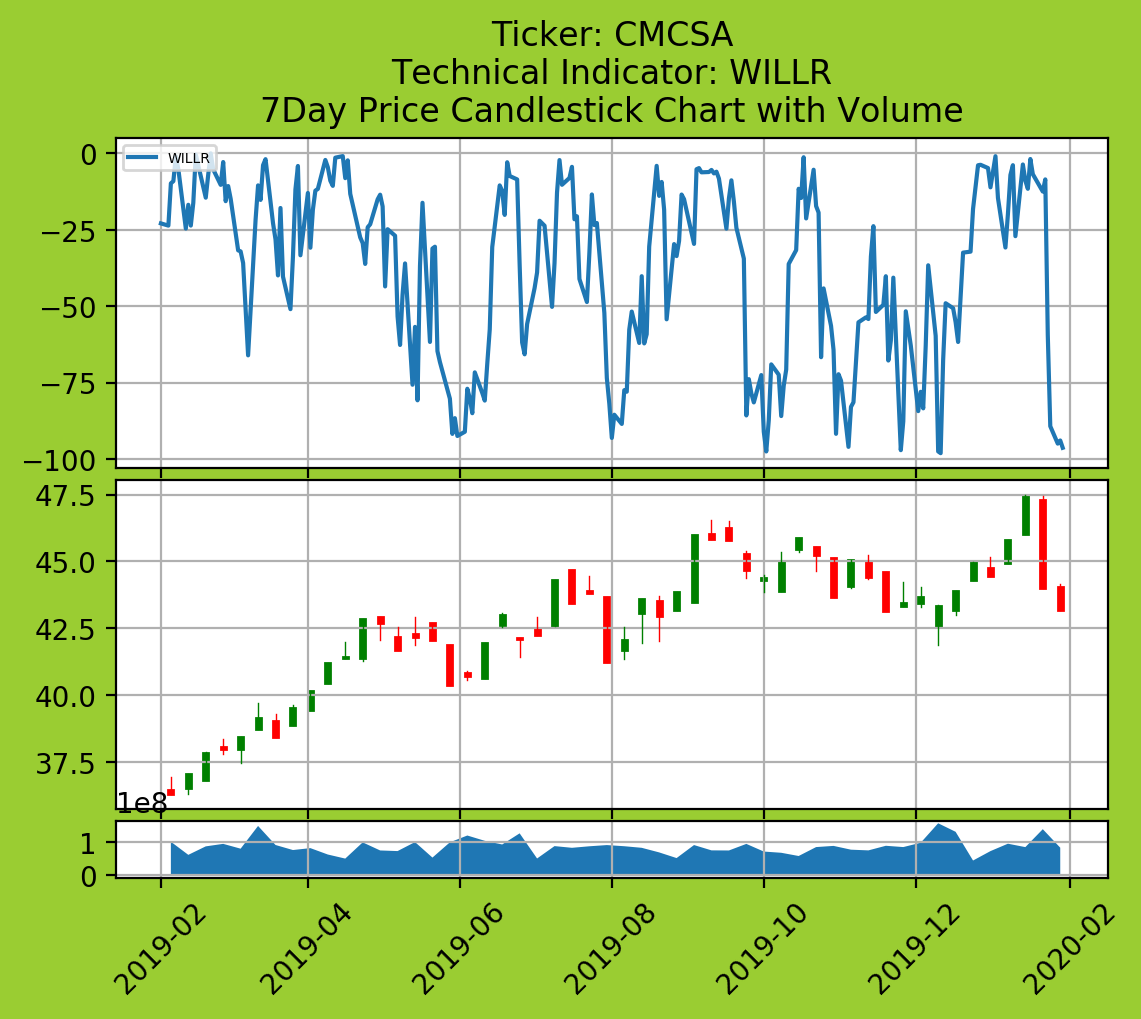 Ticker: CMCSA
Technical Indicator: WILLR
7Day Price Candlestick Chart with Volume
WILLR
0
−25
−50
−75
−100
47.5
45.0
42.5
40.0
37.5
1e8
1
0
2019-02 2019-04 2019-06 2019-08 2019-10 2019-12 2020-02